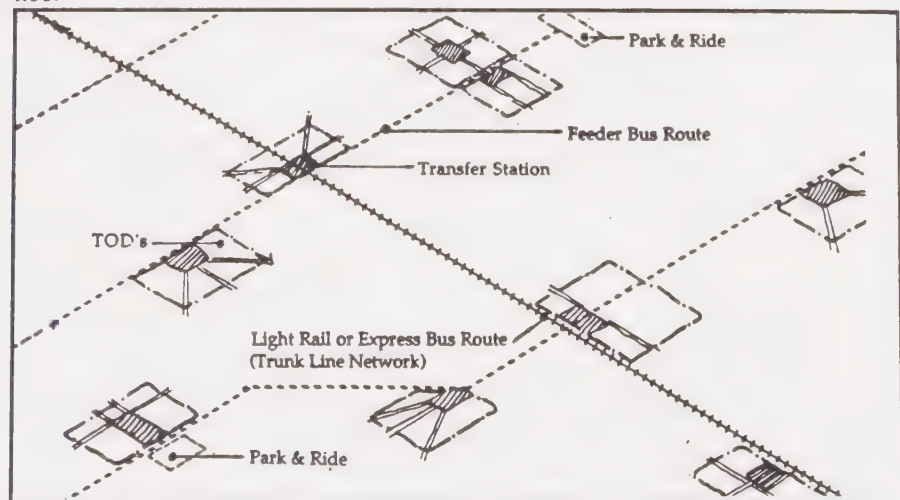 Park & Ride
Feeder Bus Route
Transfer Station
TOD's
Light Rail or Express Bus Route
(Trunk Line Network)
Park & Ride